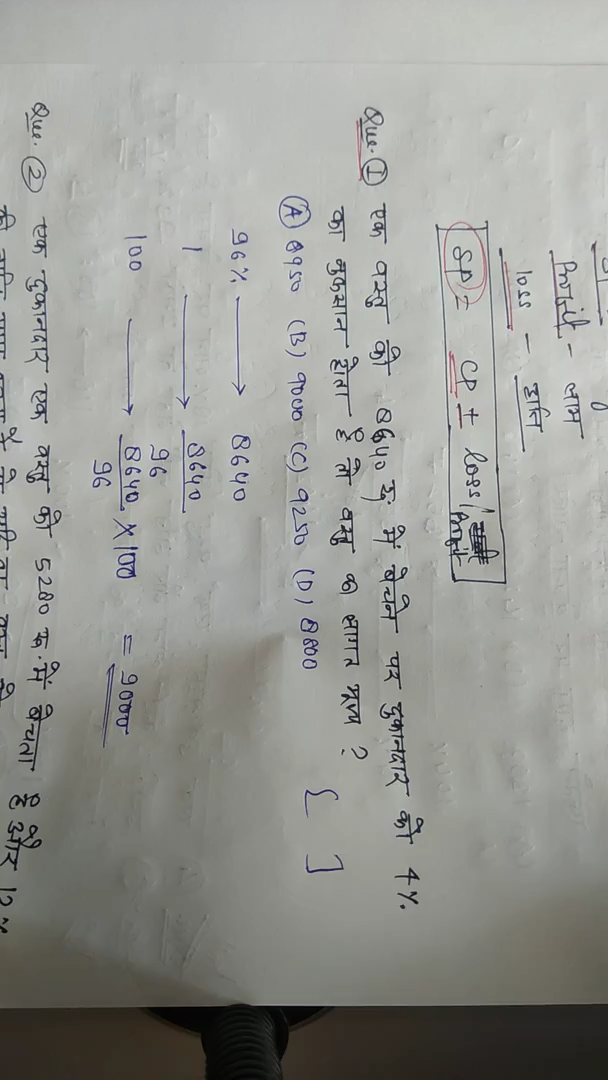 Profit - लाभ
loss - हानि
SP = CP ± loss/Profit
Que. ① एक वस्तु को 8640 रू में बेचने पर दुकानदार को 4%
का नुकसान होता है तो वस्तु का लागत मूल्य ?
(A) 8950 (B) 9000 (C) 9250 (D) 8800 [ ]
96% → 8640
1 → 8640/96
100 → 8640/96 × 100 = 9000
Que. ② एक दुकानदार एक वस्तु को 5280 रू. में बेचता है और 12%